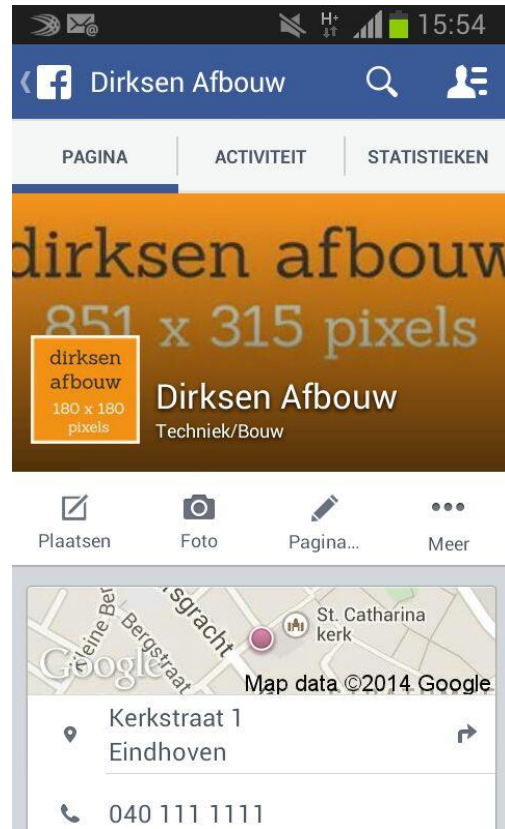 H+
15:54
Dirksen Afbouw
PAGINA
ACTIVITEIT
STATISTIEKEN
dirksen afbouw
851 x 315 pixels
dirksen
afbouw
180 x 180
pixels
Dirksen Afbouw
Techniek/Bouw
Plaatsen
Foto
Pagina...
Meer
Bergstraat
St. Catharina
kerk
Google
Map data ©2014 Google
Kerkstraat 1
Eindhoven
040 111 1111